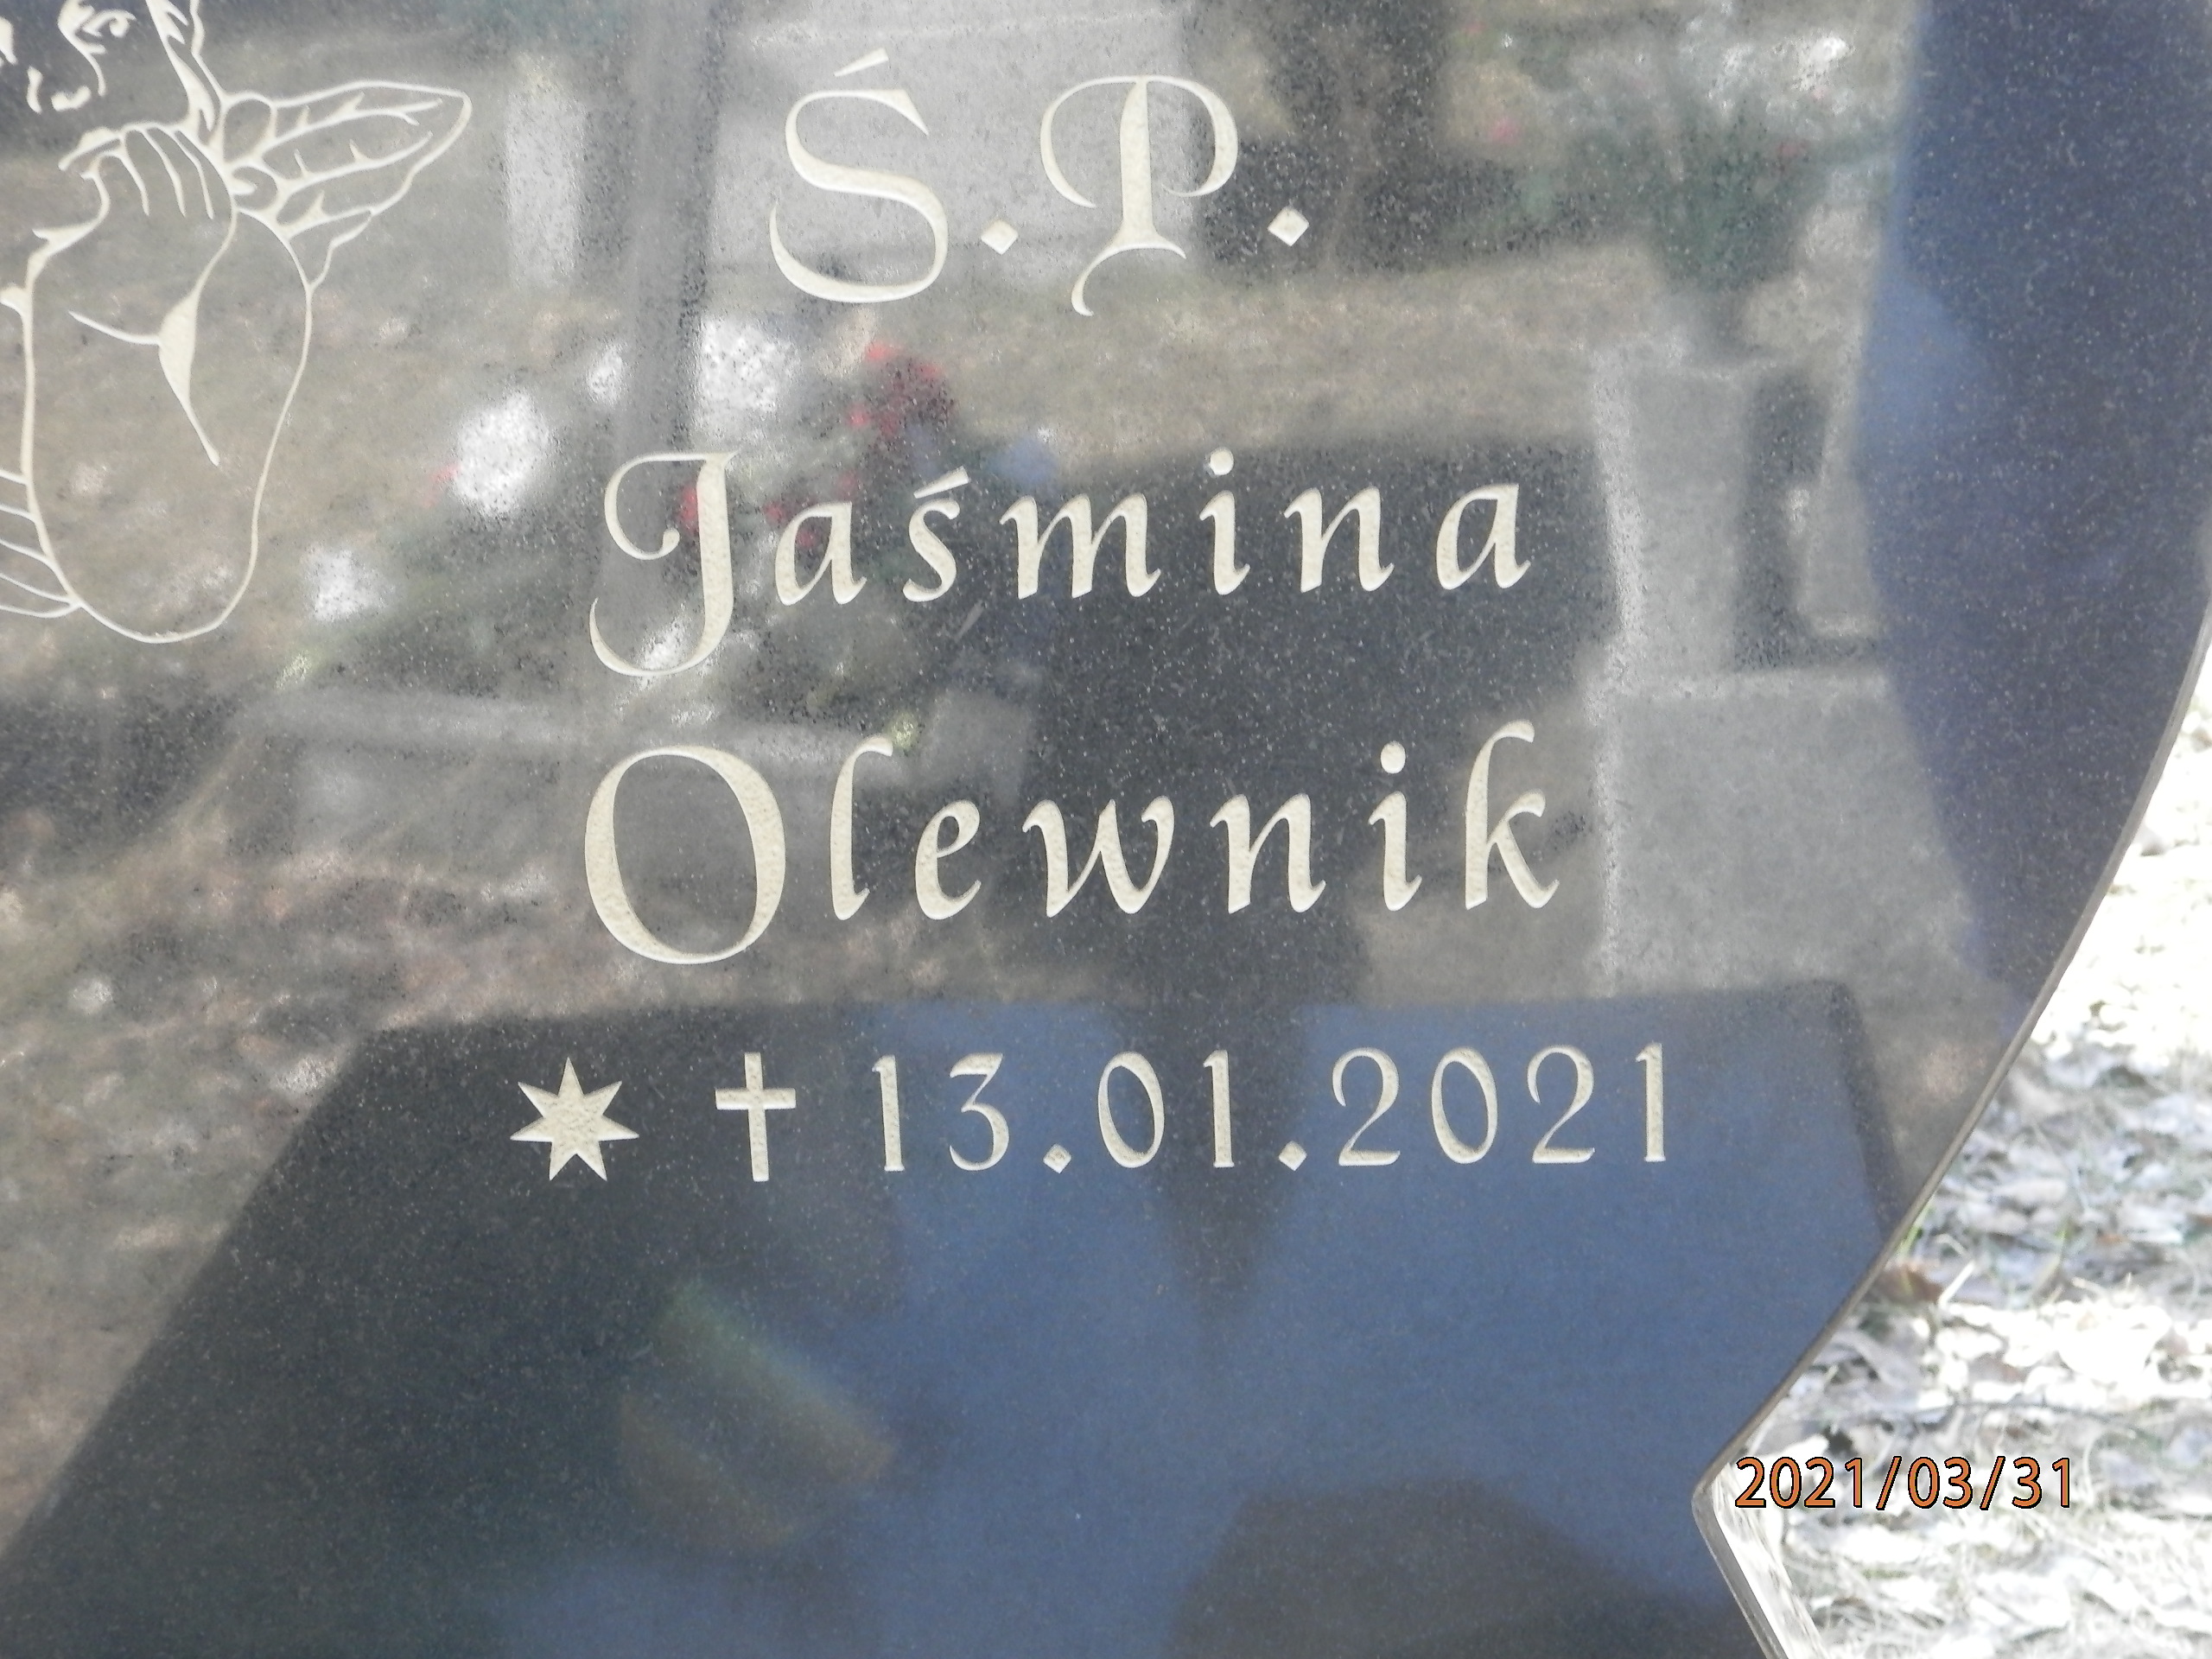 Ś.P.
Jaśmina
Olewnik
✶ † 13.01.2021
2021/03/31